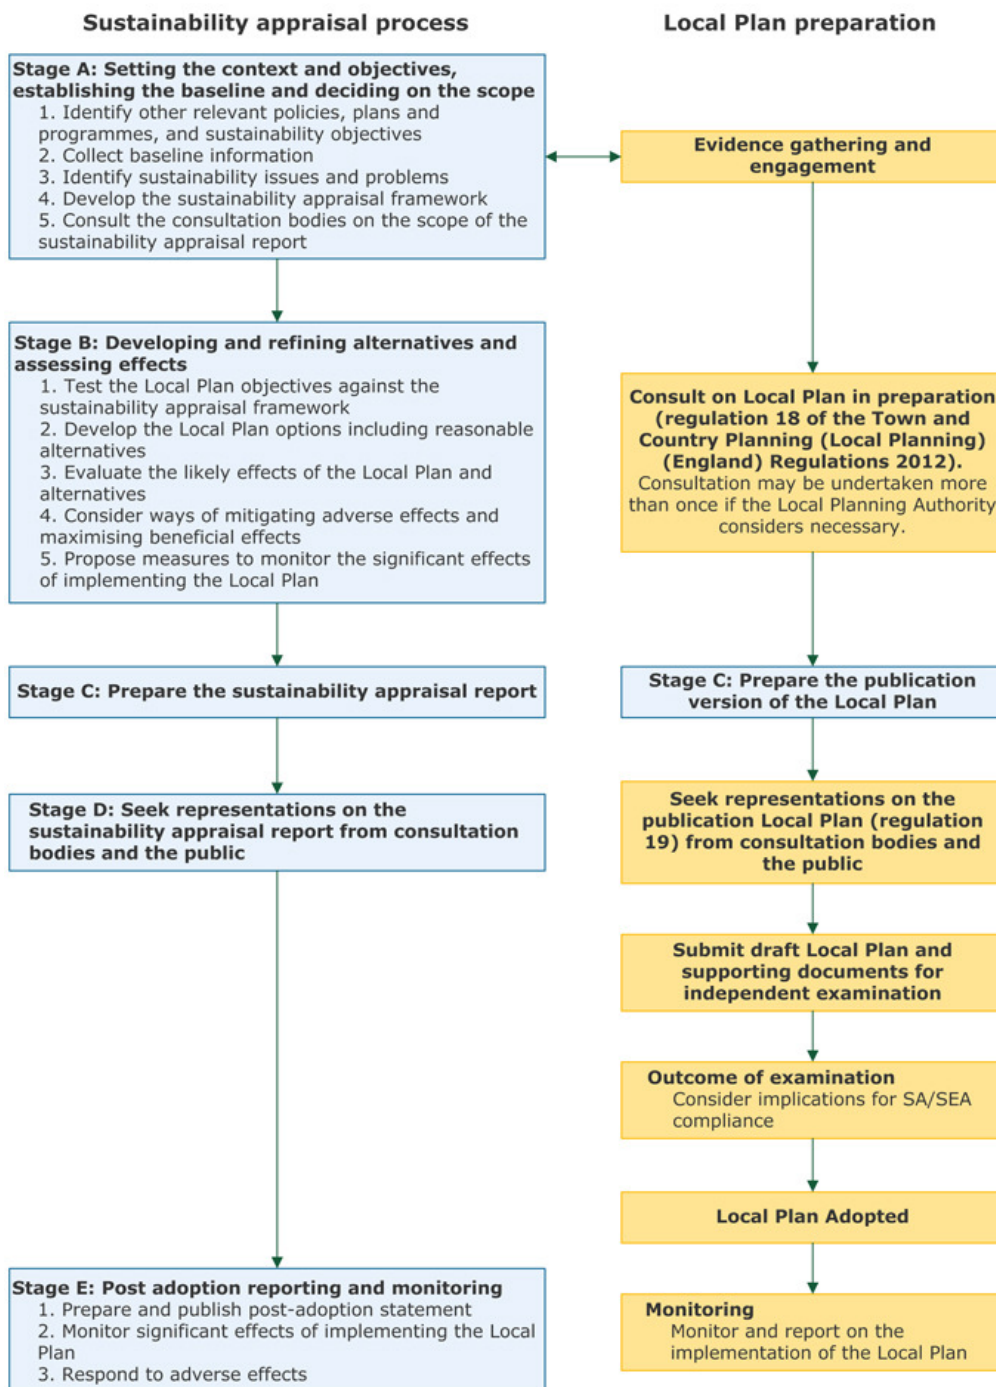 Sustainability appraisal process
Local Plan preparation
Stage A: Setting the context and objectives,
establishing the baseline and deciding on the scope
1. Identify other relevant policies, plans and
programmes, and sustainability objectives
2. Collect baseline information
3. Identify sustainability issues and problems
4. Develop the sustainability appraisal framework
5. Consult the consultation bodies on the scope of the
sustainability appraisal report
Evidence gathering and
engagement
Stage B: Developing and refining alternatives and
assessing effects
1. Test the Local Plan objectives against the
sustainability appraisal framework
2. Develop the Local Plan options including reasonable
alternatives
3. Evaluate the likely effects of the Local Plan and
alternatives
4. Consider ways of mitigating adverse effects and
maximising beneficial effects
5. Propose measures to monitor the significant effects
of implementing the Local Plan
Consult on Local Plan in preparation
(regulation 18 of the Town and
Country Planning (Local Planning)
(England) Regulations 2012).
Consultation may be undertaken more
than once if the Local Planning Authority
considers necessary.
Stage C: Prepare the sustainability appraisal report
Stage C: Prepare the publication
version of the Local Plan
Stage D: Seek representations on the
sustainability appraisal report from consultation
bodies and the public
Seek representations on the
publication Local Plan (regulation
19) from consultation bodies and
the public
Submit draft Local Plan and
supporting documents for
independent examination
Outcome of examination
Consider implications for SA/SEA
compliance
Local Plan Adopted
Stage E: Post adoption reporting and monitoring
1. Prepare and publish post-adoption statement
2. Monitor significant effects of implementing the Local
Plan
3. Respond to adverse effects
Monitoring
Monitor and report on the
implementation of the Local Plan